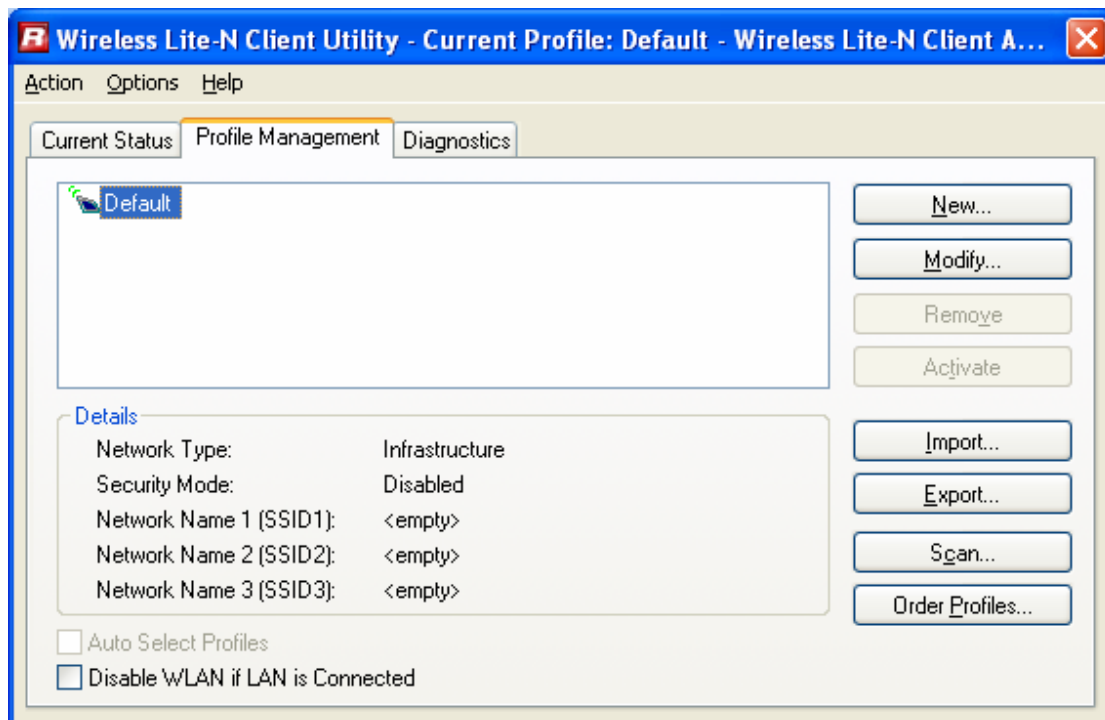 Wireless Lite-N Client Utility - Current Profile: Default - Wireless Lite-N Client A...
Action Options Help
Current Status Profile Management Diagnostics
Default
New...
Modify...
Remove
Activate
Details
Network Type: Infrastructure
Security Mode: Disabled
Network Name 1 (SSID1): <empty>
Network Name 2 (SSID2): <empty>
Network Name 3 (SSID3): <empty>
Import...
Export...
Scan...
Order Profiles...
Auto Select Profiles
Disable WLAN if LAN is Connected